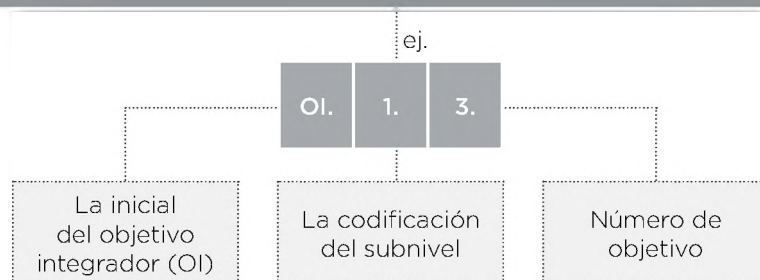 ej.
OI. 1. 3.
La inicial
del objetivo
integrador (OI)
La codificación
del subnivel
Número de
objetivo